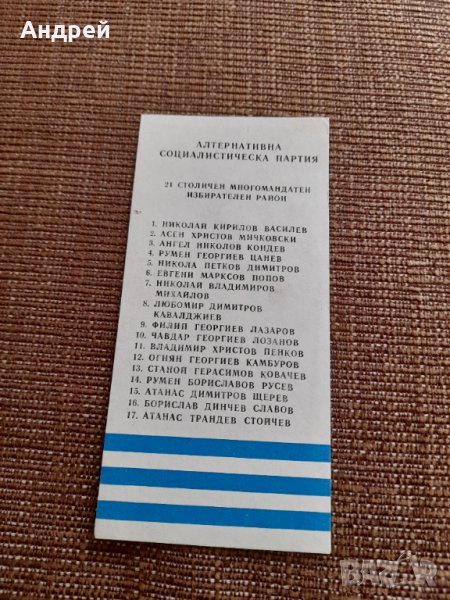 Андрей
АЛТЕРНАТИВНА
СОЦИАЛИСТИЧЕСКА ПАРТИЯ
21 СТОЛИЧЕН МНОГОМАНДАТЕН
ИЗБИРАТЕЛЕН РАЙОН
1. НИКОЛАЙ КИРИЛОВ ВАСИЛЕВ
2. АСЕН ХРИСТОВ МИЧКОВСКИ
3. АНГЕЛ НИКОЛОВ КОНДЕВ
4. РУМЕН ГЕОРГИЕВ ЦАНЕВ
5. НИКОЛА ПЕТКОВ ДИМИТРОВ
6. ЕВГЕНИ МАРКСОВ ПОПОВ
7. НИКОЛАЙ ВЛАДИМИРОВ
МИХАЙЛОВ
8. ЛЮБОМИР ДИМИТРОВ
КАВАЛДЖИЕВ
9. ФИЛИП ГЕОРГИЕВ ЛАЗАРОВ
10. ЧАВДАР ГЕОРГИЕВ ЛОЗАНОВ
11. ВЛАДИМИР ХРИСТОВ ПЕНКОВ
12. ОГНЯН ГЕОРГИЕВ КАМБУРОВ
13. СТАНОЙ ГЕРАСИМОВ КОВАЧЕВ
14. РУМЕН БОРИСЛАВОВ РУСЕВ
15. АТАНАС ДИМИТРОВ ЩЕРЕВ
16. БОРИСЛАВ ДИНЧЕВ СЛАВОВ
17. АТАНАС ТРАНДЕВ СТОЙЧЕВ
BAZAR